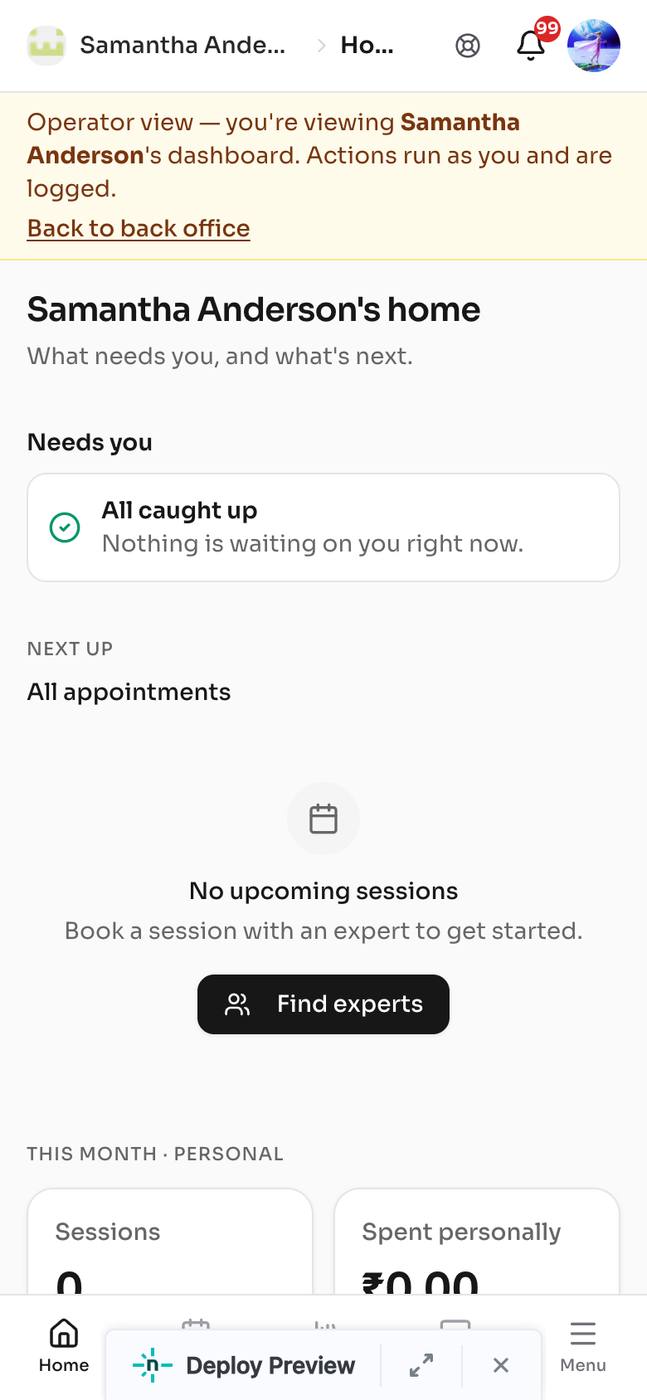 Samantha Ande... Ho... 99
Operator view — you're viewing Samantha
Anderson's dashboard. Actions run as you and are
logged.
Back to back office
Samantha Anderson's home
What needs you, and what's next.
Needs you
All caught up
Nothing is waiting on you right now.
NEXT UP
All appointments
No upcoming sessions
Book a session with an expert to get started.
Find experts
THIS MONTH · PERSONAL
Sessions Spent personally
0 ₹0.00
Home Menu
n Deploy Preview